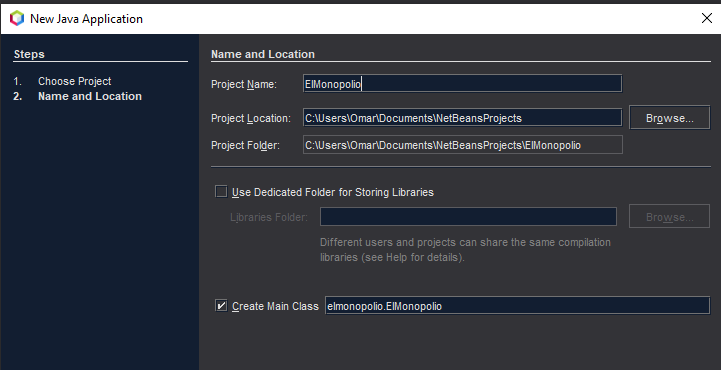 New Java Application
Steps
1. Choose Project
2. Name and Location
Name and Location
Project Name: ElMonopolio
Project Location: C:\Users\Omar\Documents\NetBeansProjects Browse...
Project Folder: C:\Users\Omar\Documents\NetBeansProjects\ElMonopolio
Use Dedicated Folder for Storing Libraries
Libraries Folder: Browse...
Different users and projects can share the same compilation
libraries (see Help for details).
Create Main Class elmonopolio.ElMonopolio